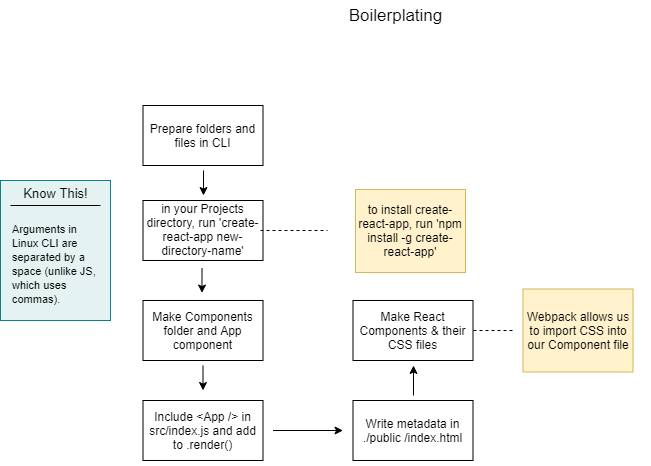 Boilerplating
Prepare folders and
files in CLI
Know This!
Arguments in
Linux CLI are
separated by a
space (unlike JS,
which uses
commas).
in your Projects
directory, run 'create-
react-app new-
directory-name'
to install create-
react-app, run 'npm
install -g create-
react-app'
Make Components
folder and App
component
Make React
Components & their
CSS files
Webpack allows us
to import CSS into
our Component file
Include <App /> in
src/index.js and add
to .render()
Write metadata in
./public /index.html